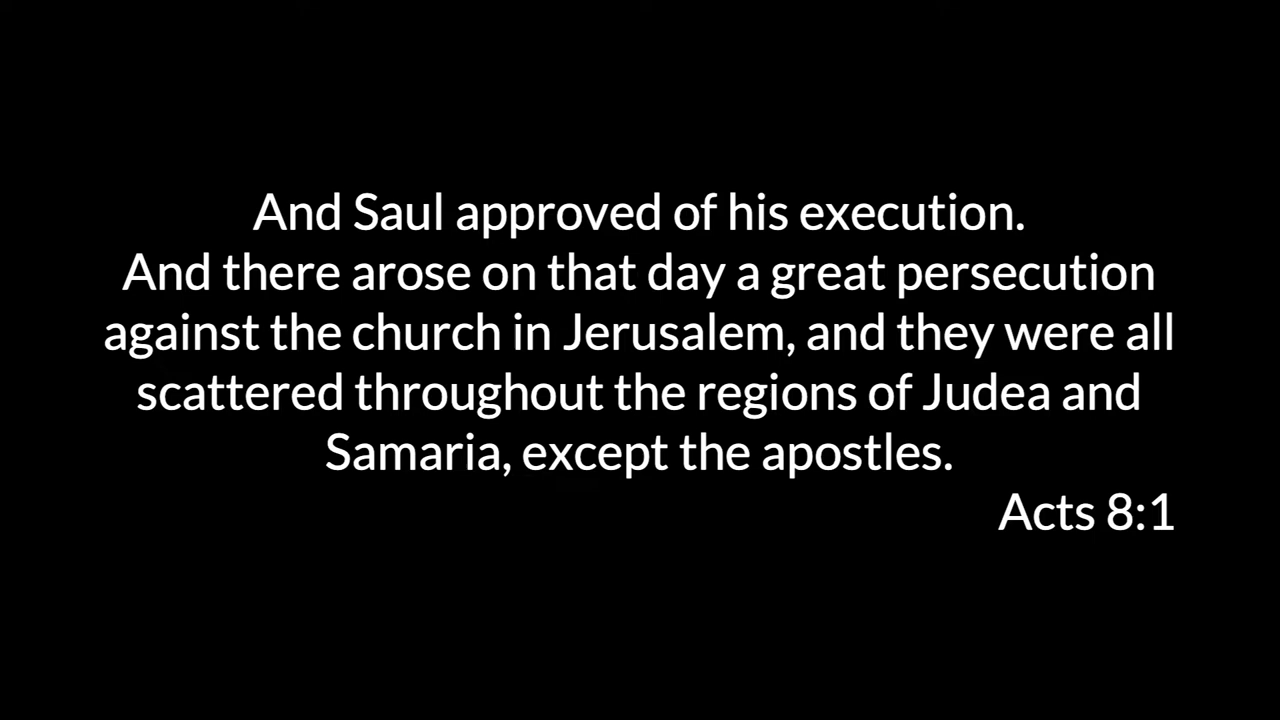 And Saul approved of his execution.
And there arose on that day a great persecution
against the church in Jerusalem, and they were all
scattered throughout the regions of Judea and
Samaria, except the apostles.
Acts 8:1